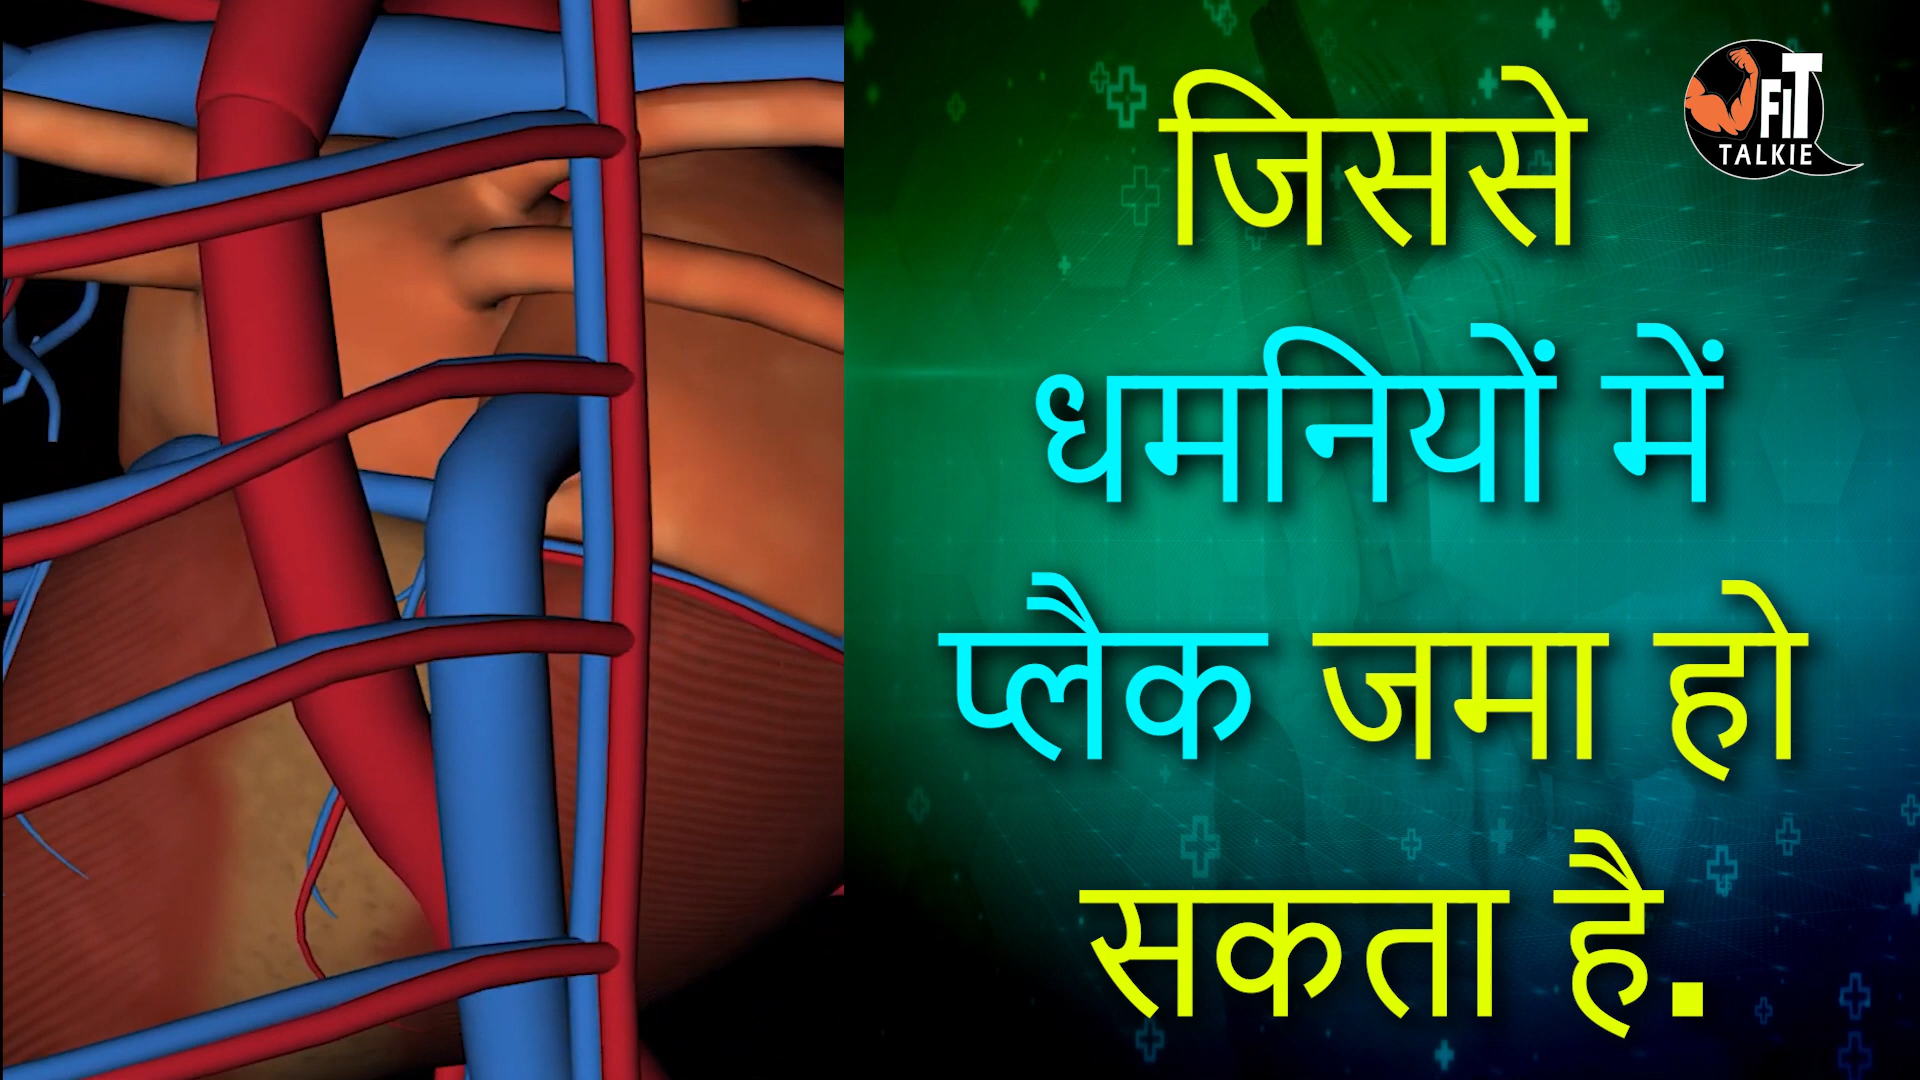 FiT
TALKIE
जिससे
धमनियों में
प्लैक जमा हो
सकता है.